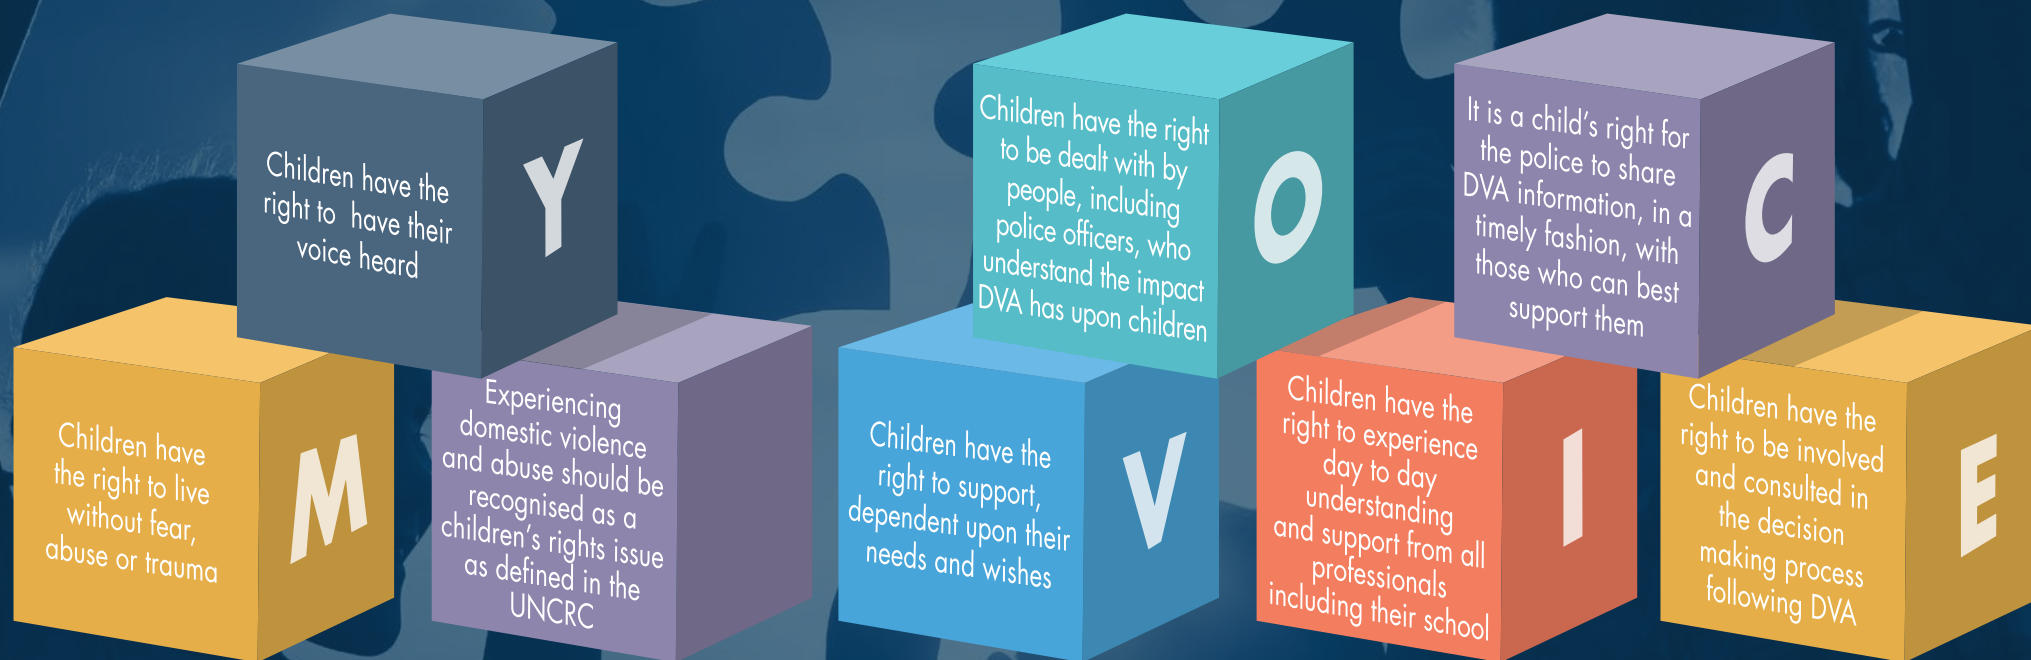 Children have the
right to  have their
voice heard
Y
Children have the right
to be dealt with by
people, including
police officers, who
understand the impact
DVA has upon children
O
It is a child's right for
the police to share
DVA information, in a
timely fashion, with
those who can best
support them
C
Children have
the right to live
without fear,
abuse or trauma
M
Experiencing
domestic violence
and abuse should be
recognised as a
children's rights issue
as defined in the
UNCRC
Children have the
right to support,
dependent upon their
needs and wishes
V
Children have the
right to experience
day to day
understanding
and support from all
professionals
including their school
I
Children have the
right to be involved
and consulted in
the decision
making process
following DVA
E